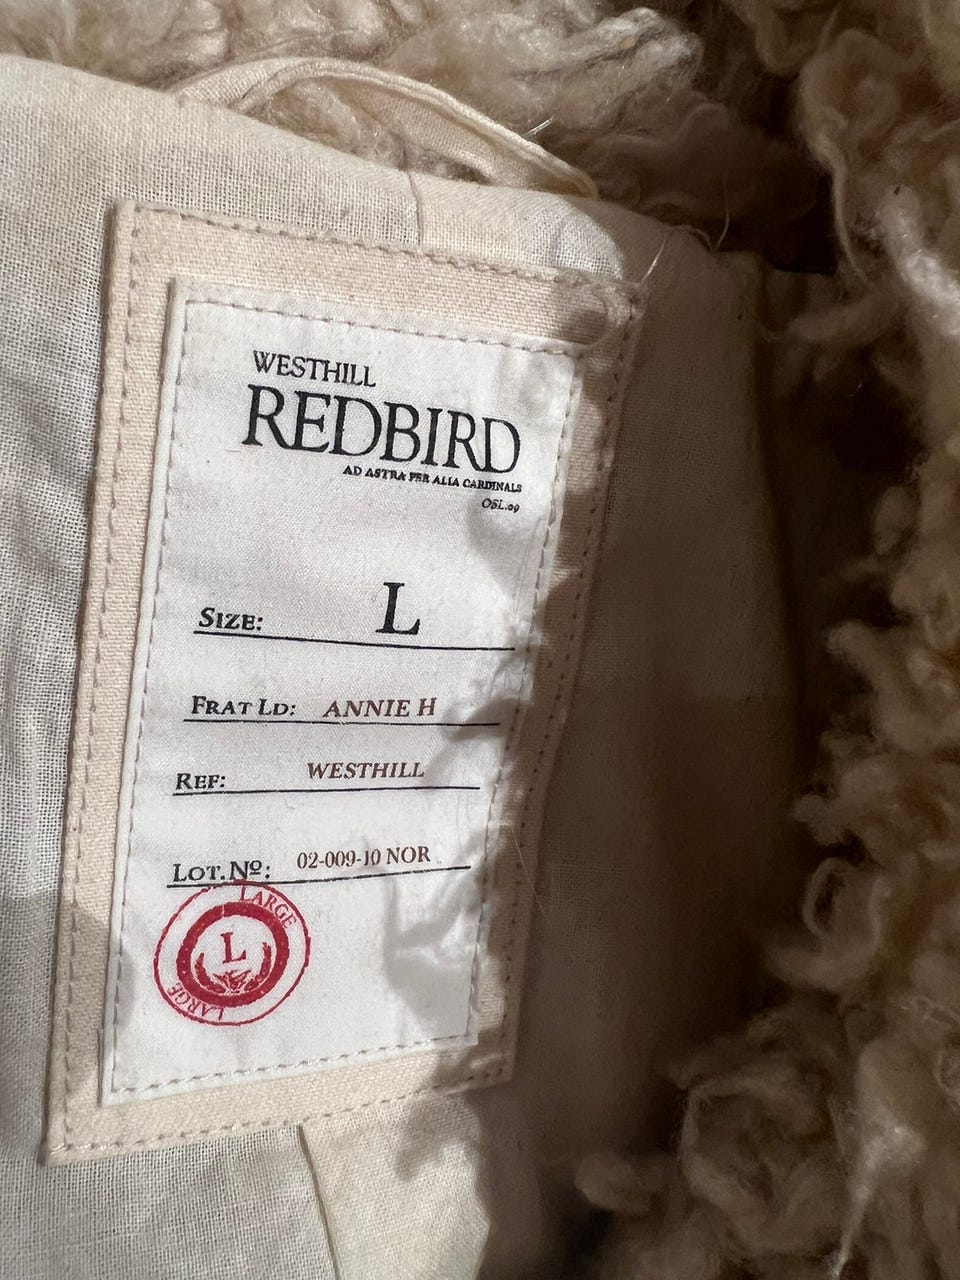 WESTHILL
REDBIRD
AD ASTRA PER ALIA CARDINALS
OSL.09
SIZE: L
FRAT LD: ANNIE H
REF: WESTHILL
LOT. Nº: 02-009-10 NOR
LARGE
L
LARGE